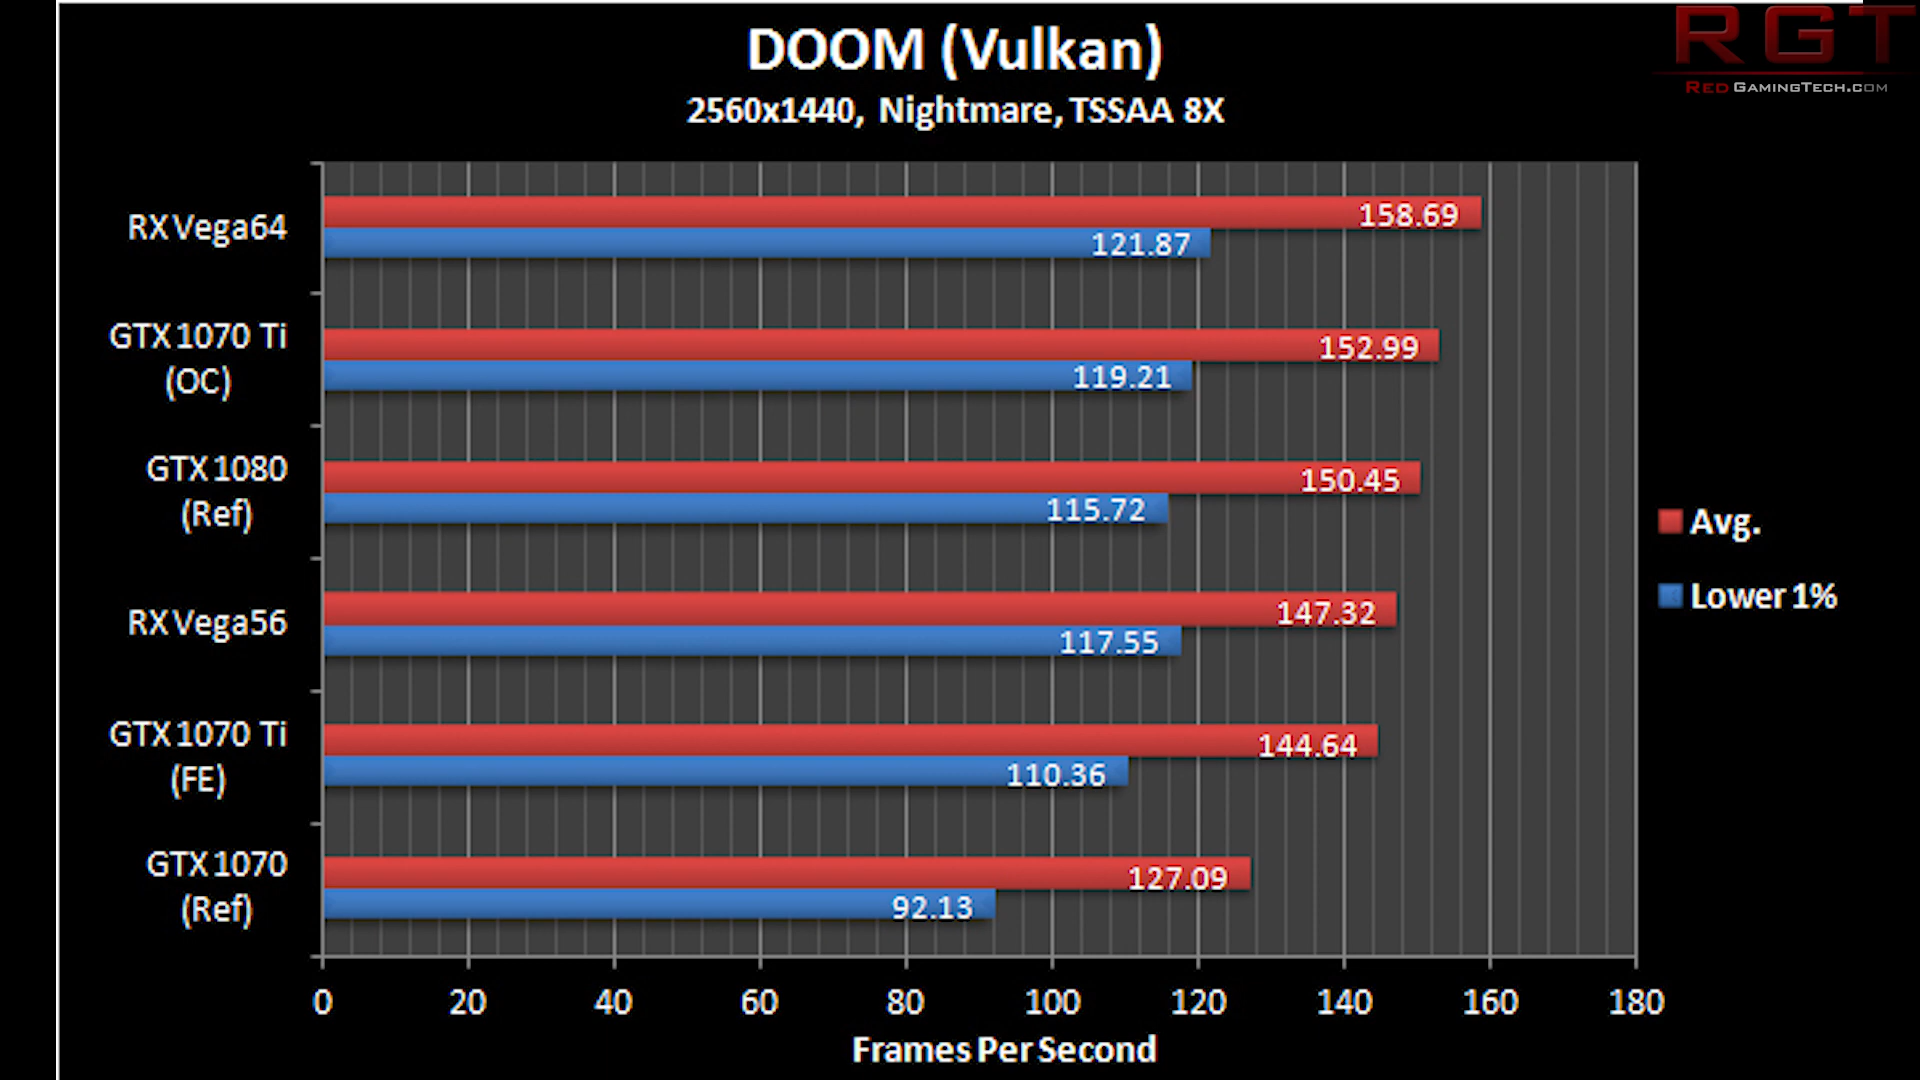 DOOM (Vulkan)
2560x1440, Nightmare, TSSAA 8X
RGT
RED GAMINGTECH.COM
RX Vega64
158.69
121.87
GTX 1070 Ti
(OC)
152.99
119.21
GTX 1080
(Ref)
150.45
115.72
RX Vega56
147.32
117.55
GTX 1070 Ti
(FE)
144.64
110.36
GTX 1070
(Ref)
127.09
92.13
Avg.
Lower 1%
0 20 40 60 80 100 120 140 160 180
Frames Per Second